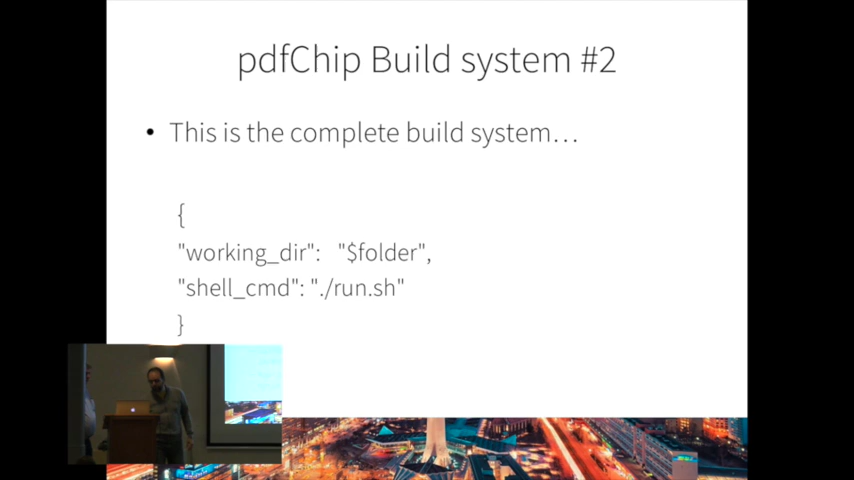 pdfChip Build system #2
• This is the complete build system…
{
"working_dir": "$folder",
"shell_cmd": "./run.sh"
}